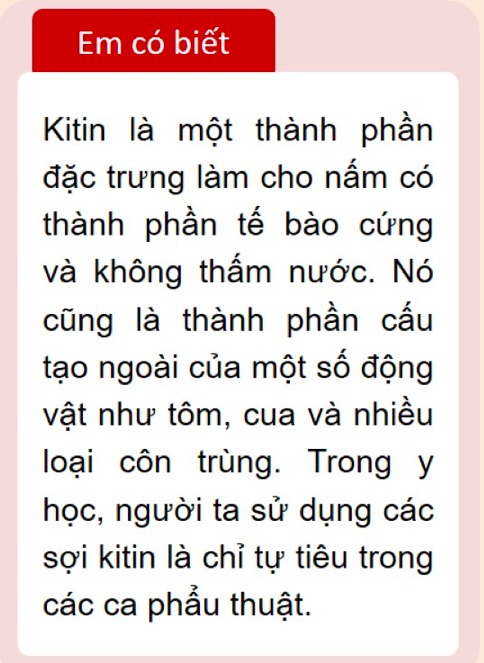 Em có biết
Kitin là một thành phần
đặc trưng làm cho nấm có
thành phần tế bào cứng
và không thấm nước. Nó
cũng là thành phần cấu
tạo ngoài của một số động
vật như tôm, cua và nhiều
loại côn trùng. Trong y
học, người ta sử dụng các
sợi kitin là chỉ tự tiêu trong
các ca phẩu thuật.